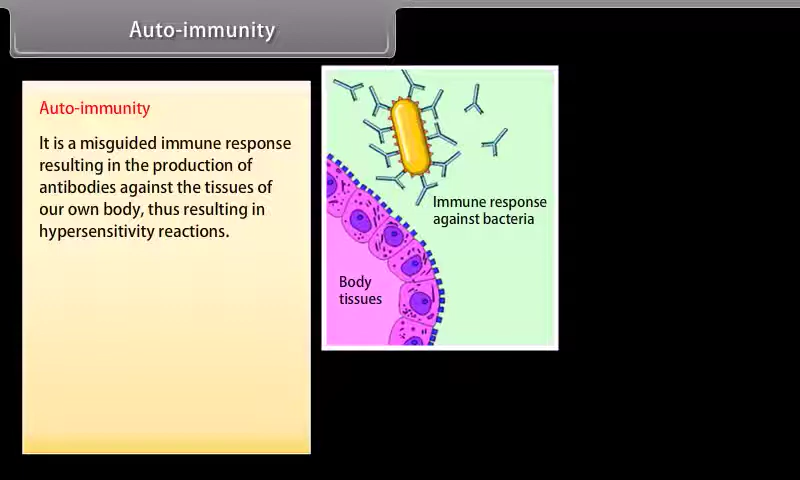 Auto-immunity
Auto-immunity
It is a misguided immune response
resulting in the production of
antibodies against the tissues of
our own body, thus resulting in
hypersensitivity reactions.
Immune response
against bacteria
Body
tissues